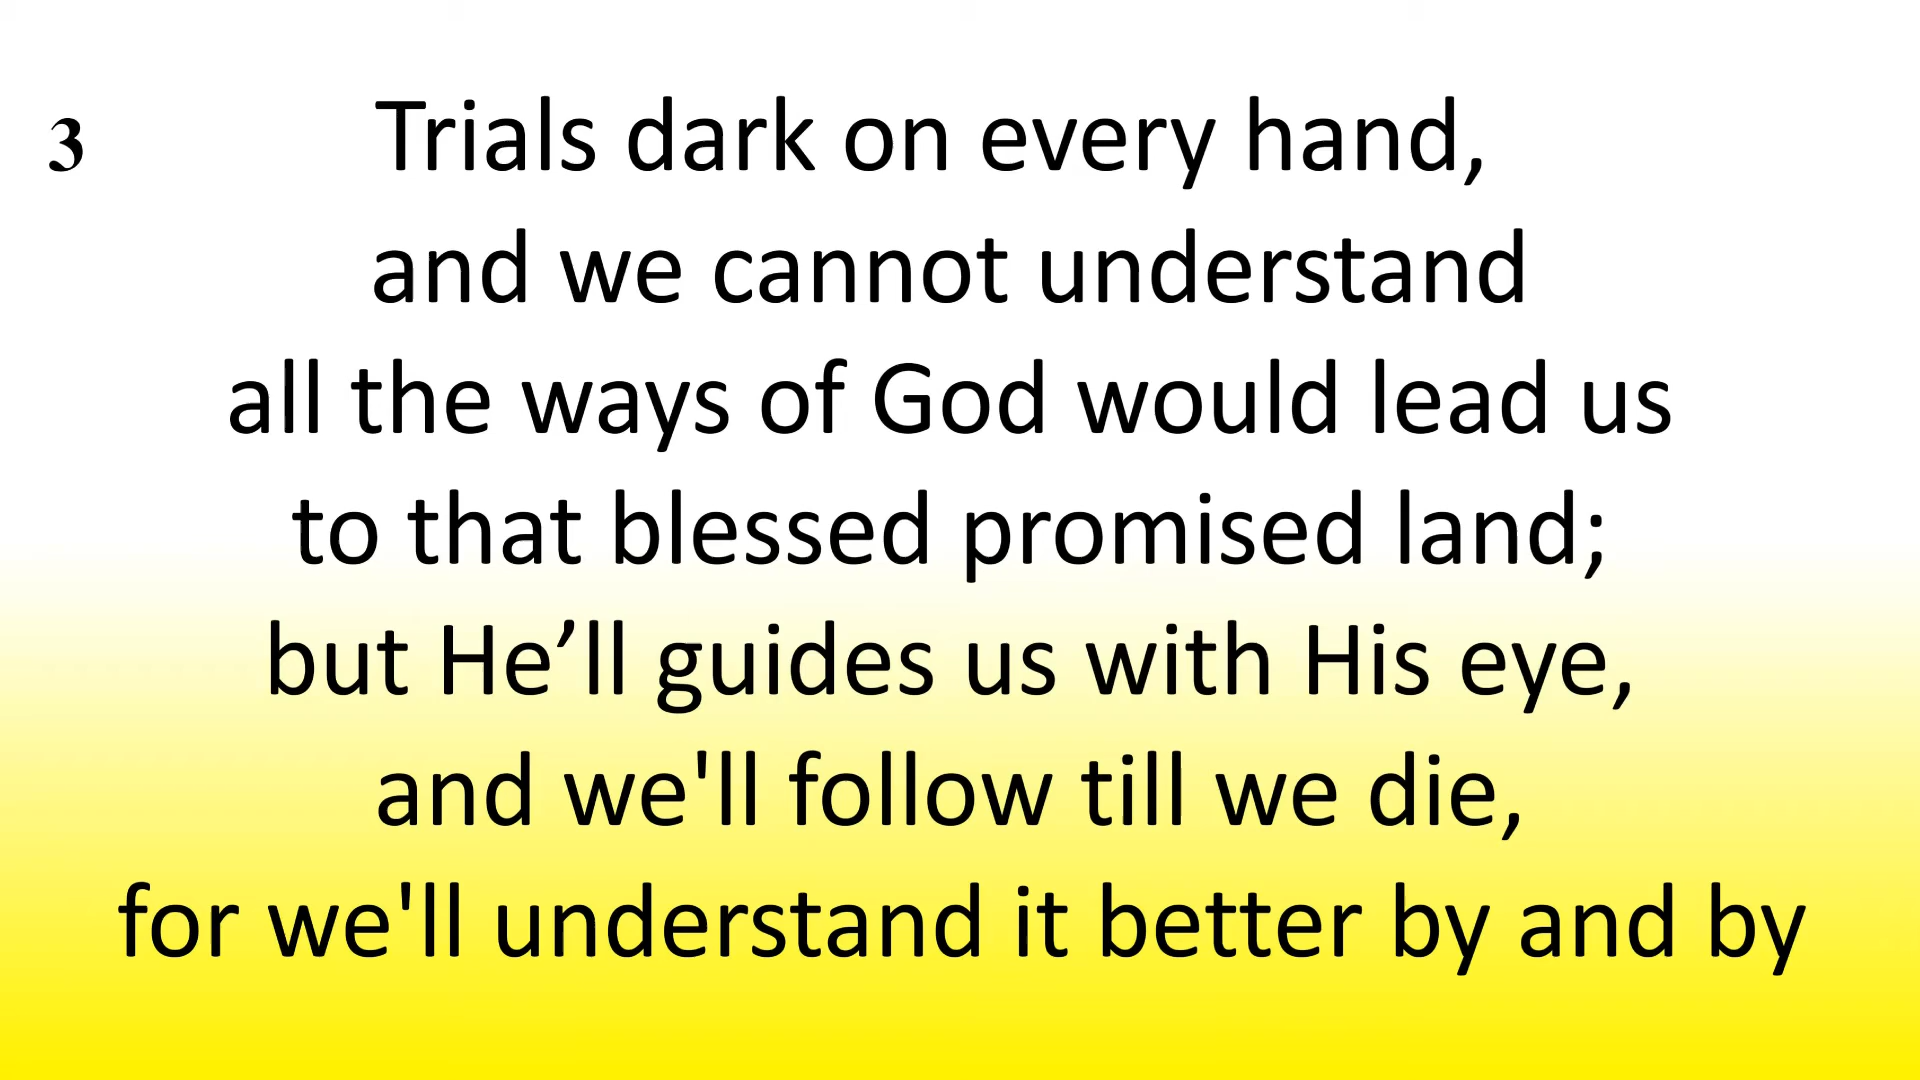 3 Trials dark on every hand,
and we cannot understand
all the ways of God would lead us
to that blessed promised land;
but He’ll guides us with His eye,
and we'll follow till we die,
for we'll understand it better by and by